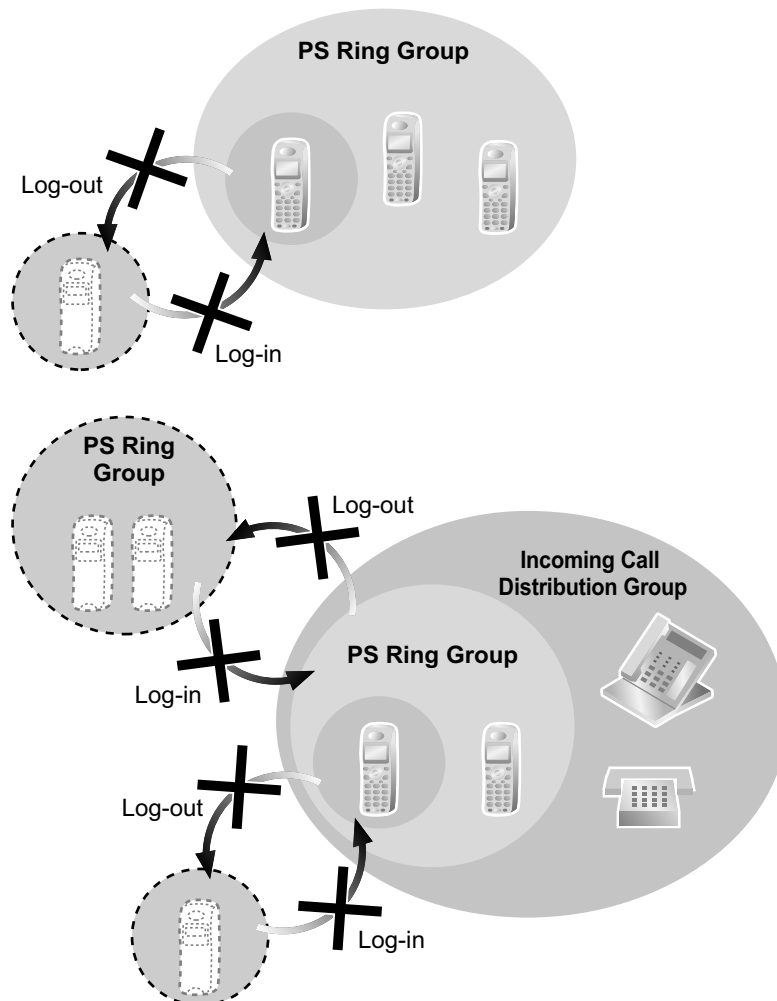 PS Ring Group
Log-out
Log-in
PS Ring
Group
Log-out
Incoming Call
Distribution Group
PS Ring Group
Log-in
Log-out
Log-in